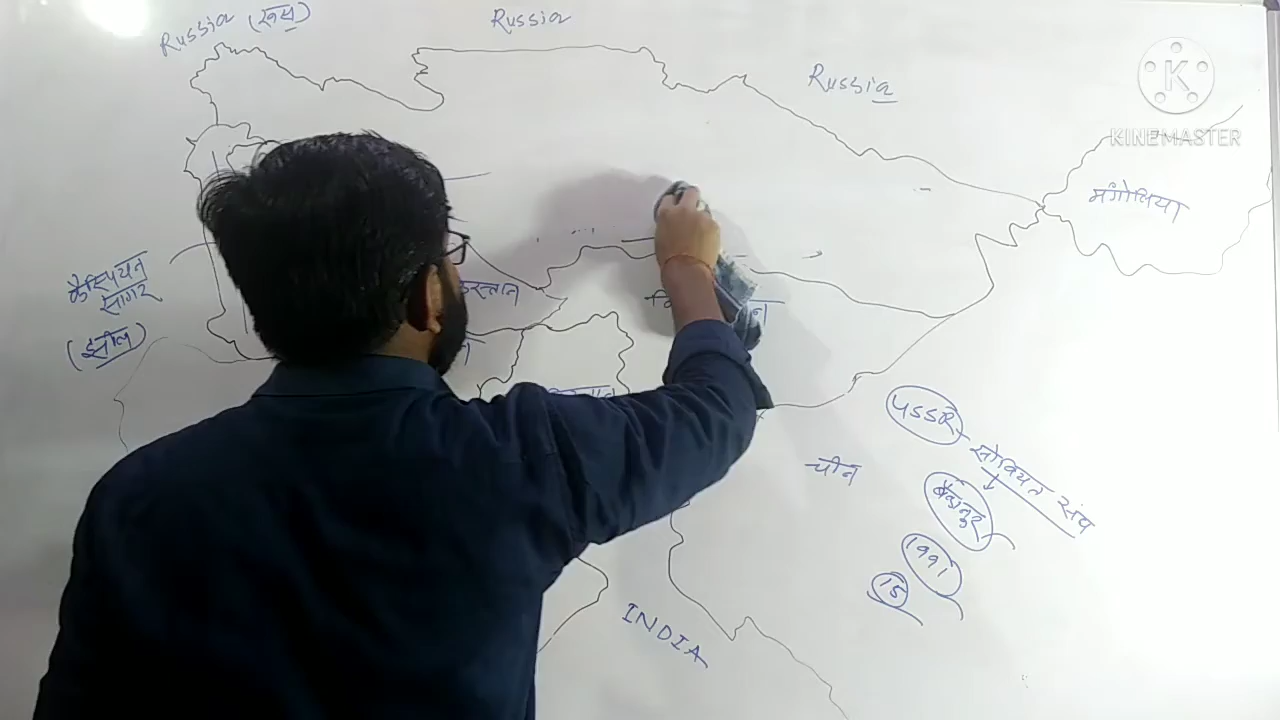 Russia (रूस)
Russia
Russia
KINEMASTER
मंगोलिया
कैस्पियन
सागर
(झील)
चीन
USSR
सोवियत संघ
1991
15
INDIA